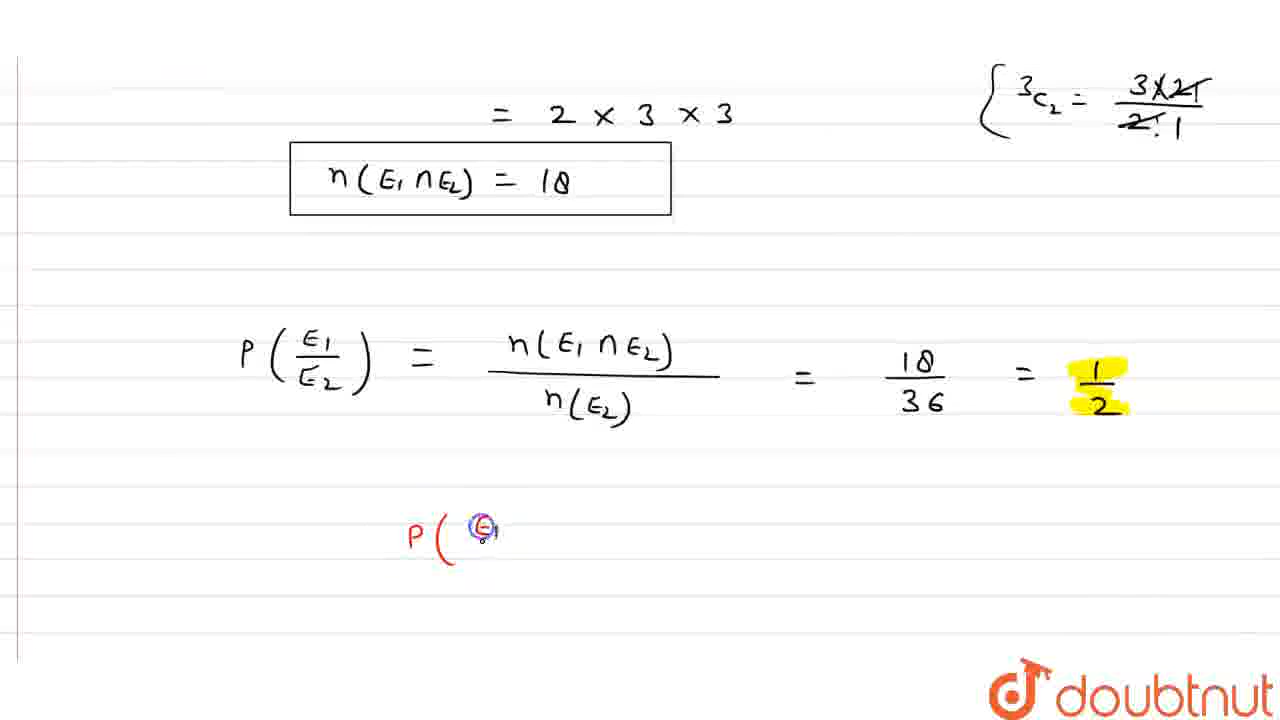 = 2 × 3 × 3
{ ³C₂ = 3×2! / 2! 1
n(E₁ ∩ E₂) = 18
P(E₁/E₂) = n(E₁ ∩ E₂) / n(E₂) = 18/36 = 1/2
P( E₁
doubtnut